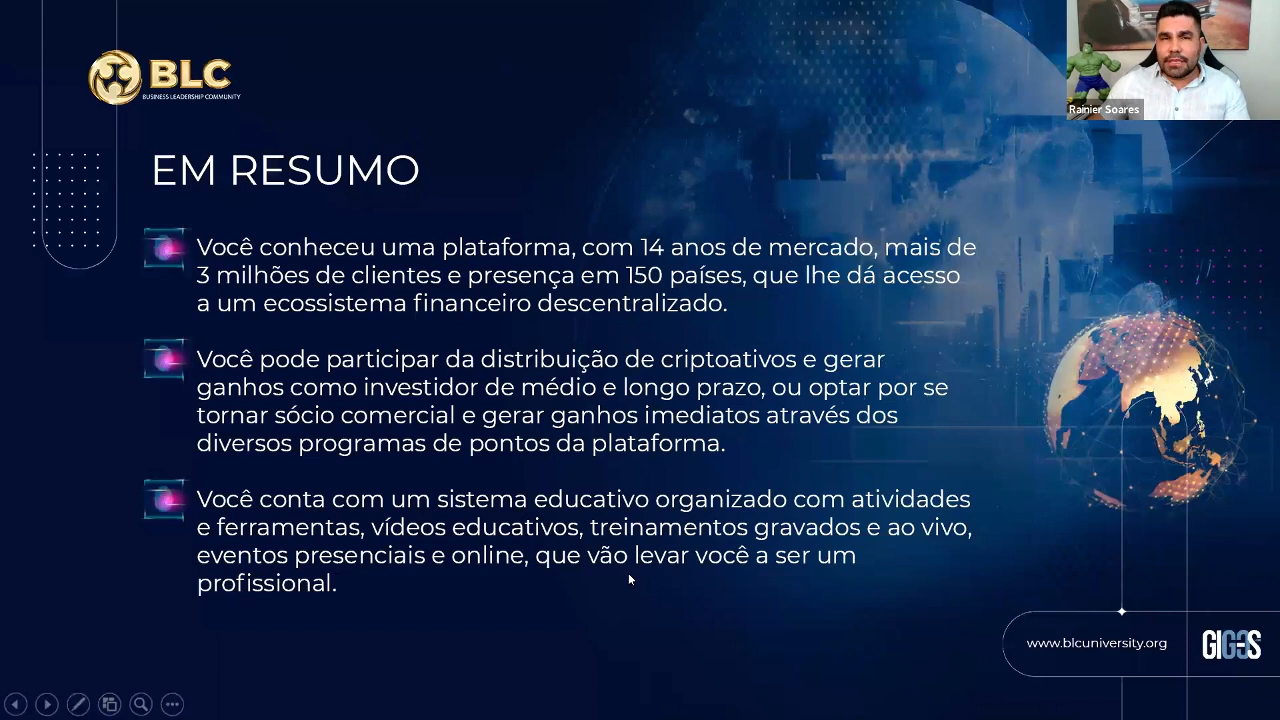 BLC
BUSINESS LEADERSHIP COMMUNITY
Rainier Soares
EM RESUMO
Você conheceu uma plataforma, com 14 anos de mercado, mais de
3 milhões de clientes e presença em 150 países, que lhe dá acesso
a um ecossistema financeiro descentralizado.
Você pode participar da distribuição de criptoativos e gerar
ganhos como investidor de médio e longo prazo, ou optar por se
tornar sócio comercial e gerar ganhos imediatos através dos
diversos programas de pontos da plataforma.
Você conta com um sistema educativo organizado com atividades
e ferramentas, vídeos educativos, treinamentos gravados e ao vivo,
eventos presenciais e online, que vão levar você a ser um
profissional.
www.blcuniversity.org